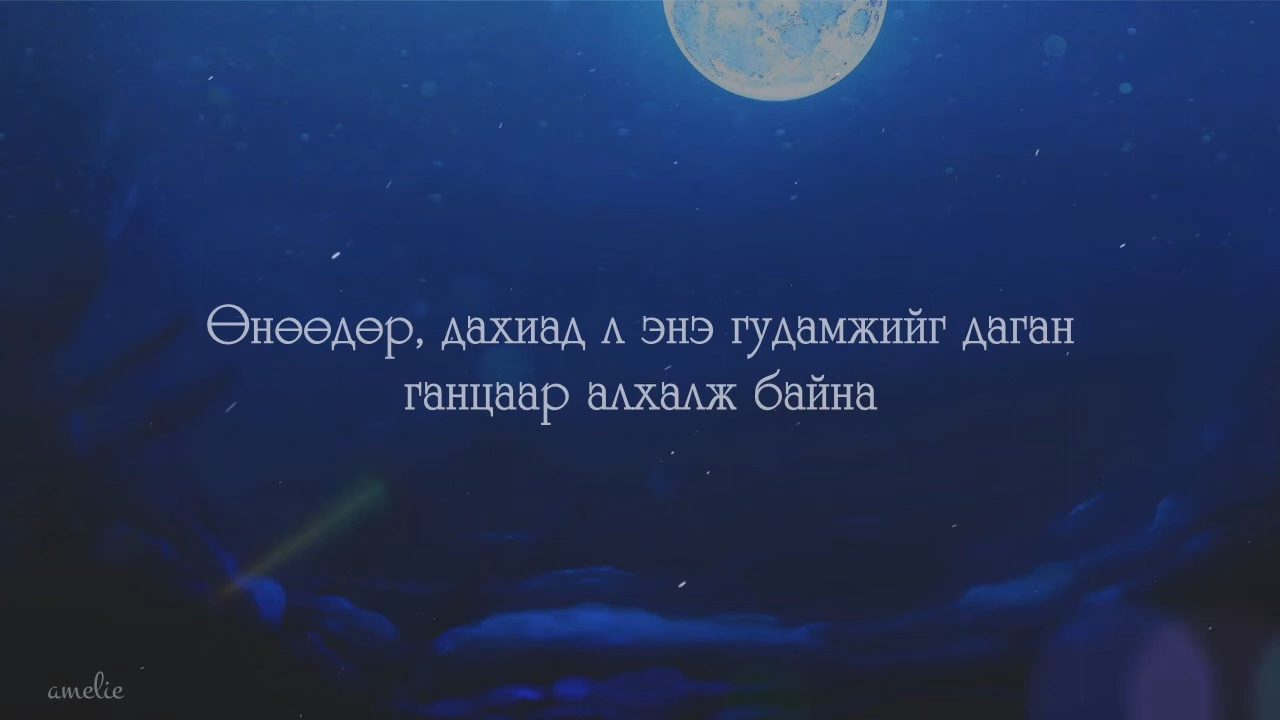 Өнөөдөр, дахиад л энэ гудамжийг даган
ганцаар алхалж байна
amelie